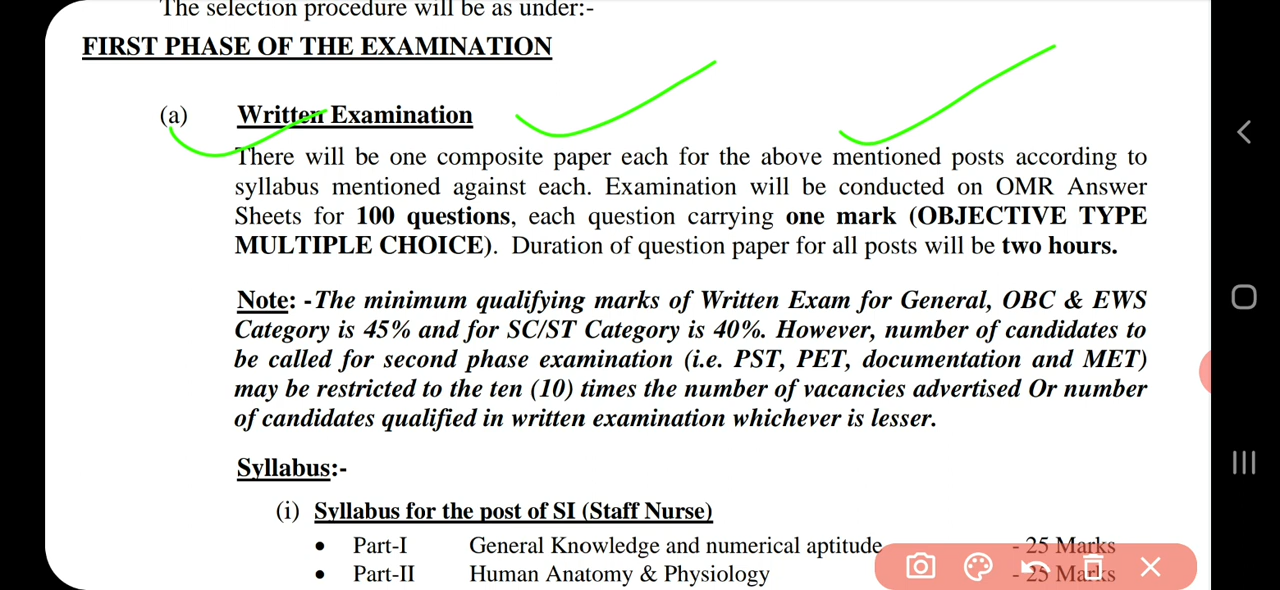 The selection procedure will be as under:-
FIRST PHASE OF THE EXAMINATION
(a) Written Examination
There will be one composite paper each for the above mentioned posts according to
syllabus mentioned against each. Examination will be conducted on OMR Answer
Sheets for 100 questions, each question carrying one mark (OBJECTIVE TYPE
MULTIPLE CHOICE). Duration of question paper for all posts will be two hours.
Note: -The minimum qualifying marks of Written Exam for General, OBC & EWS
Category is 45% and for SC/ST Category is 40%. However, number of candidates to
be called for second phase examination (i.e. PST, PET, documentation and MET)
may be restricted to the ten (10) times the number of vacancies advertised Or number
of candidates qualified in written examination whichever is lesser.
Syllabus:-
(i) Syllabus for the post of SI (Staff Nurse)
• Part-I General Knowledge and numerical aptitude - 25 Marks
• Part-II Human Anatomy & Physiology - 25 Marks